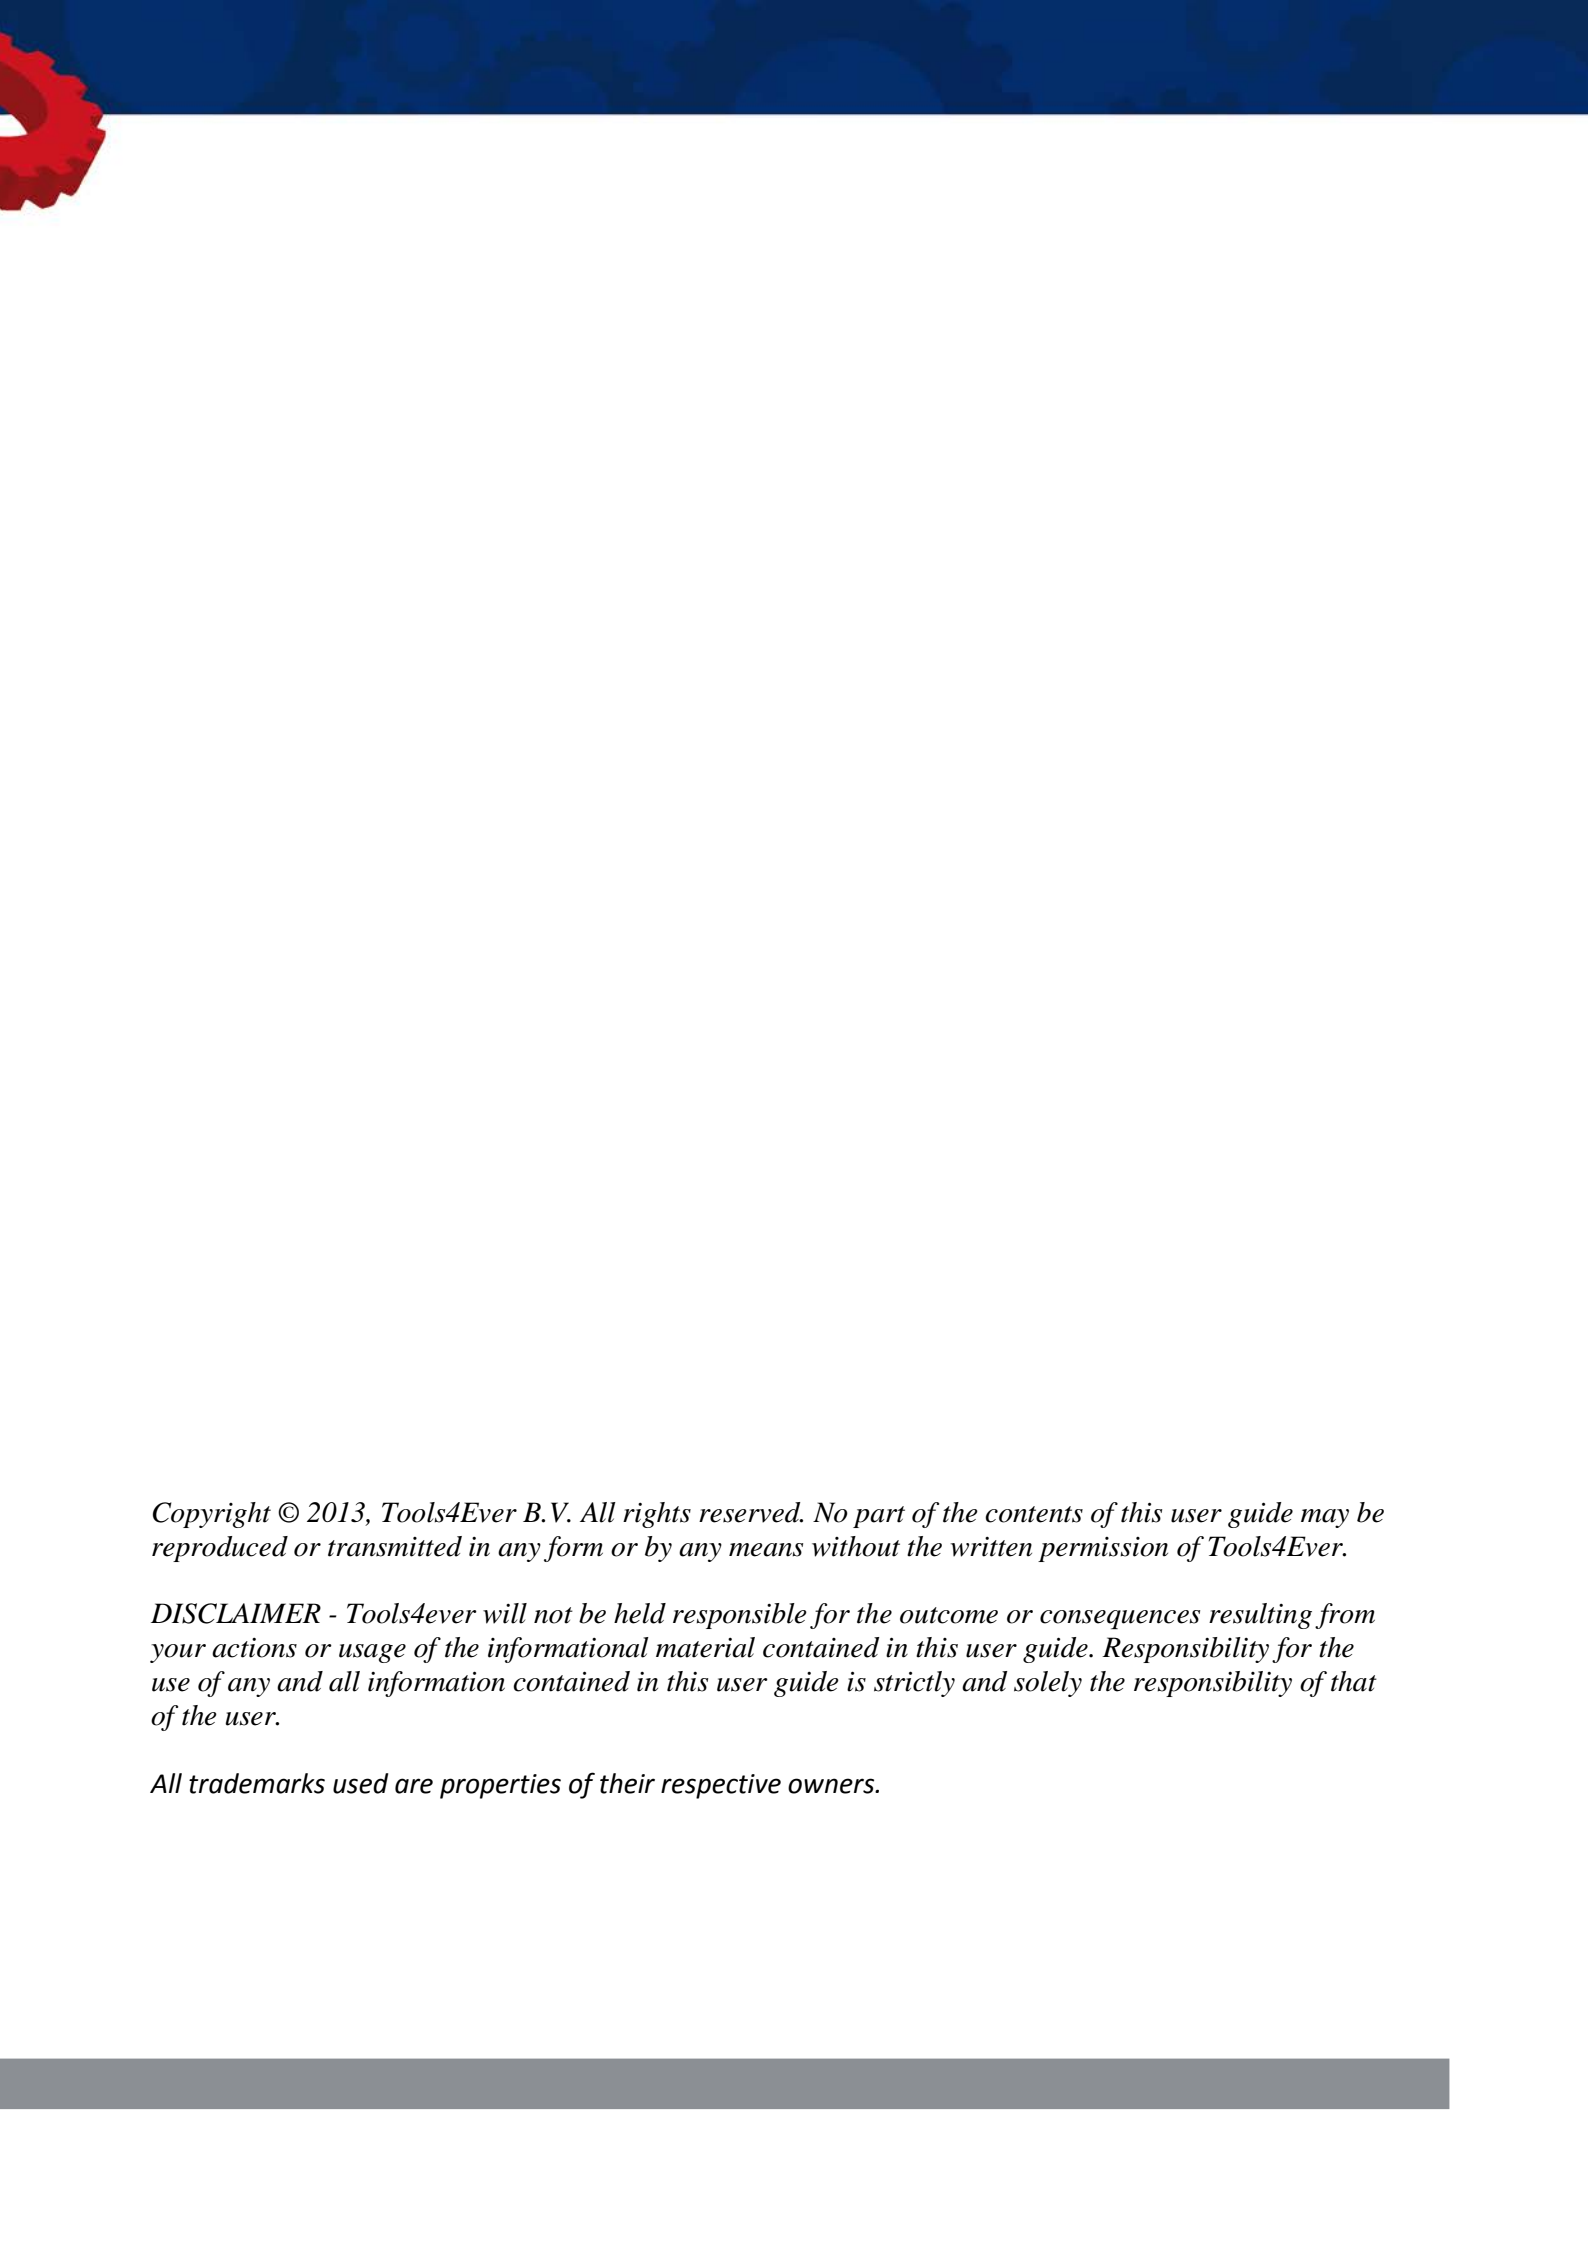 Copyright © 2013, Tools4Ever B.V. All rights reserved. No part of the contents of this user guide may be
reproduced or transmitted in any form or by any means without the written permission of Tools4Ever.
DISCLAIMER - Tools4ever will not be held responsible for the outcome or consequences resulting from
your actions or usage of the informational material contained in this user guide. Responsibility for the
use of any and all information contained in this user guide is strictly and solely the responsibility of that
of the user.
All trademarks used are properties of their respective owners.